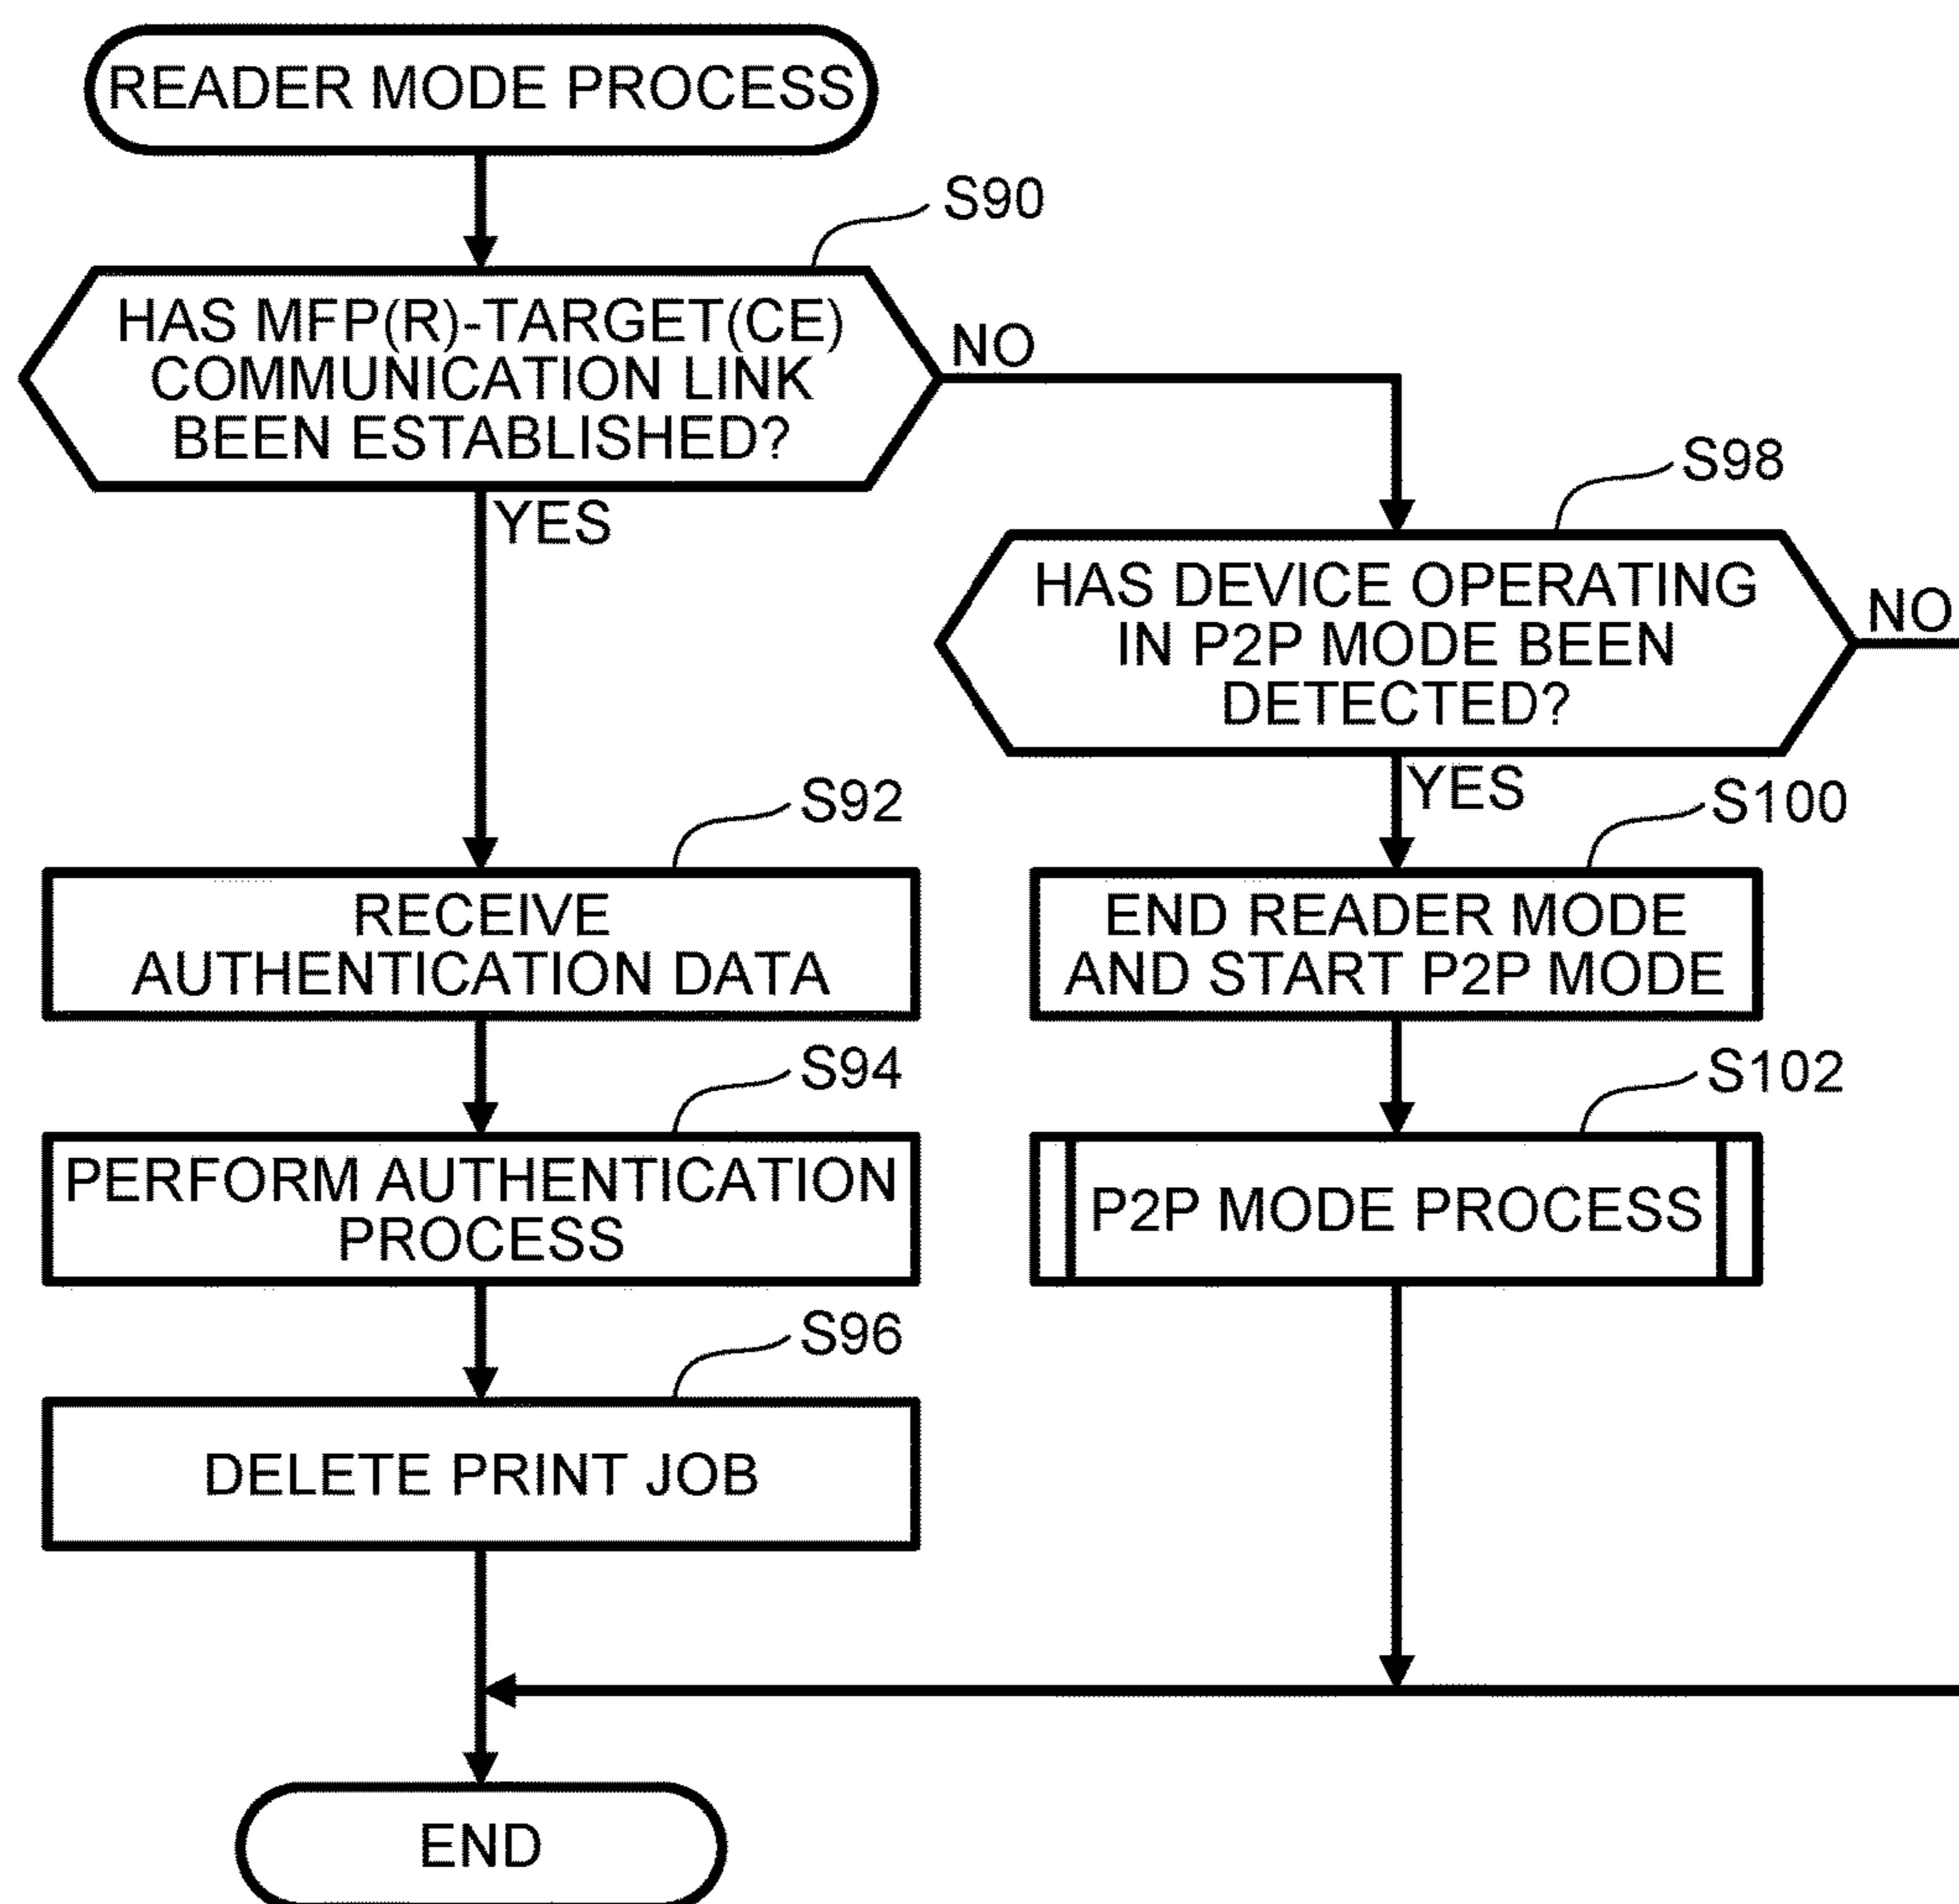 READER MODE PROCESS
S90
HAS MFP(R)-TARGET(CE)
COMMUNICATION LINK
BEEN ESTABLISHED?
NO
YES
S98
HAS DEVICE OPERATING
IN P2P MODE BEEN
DETECTED?
NO
YES
S92
RECEIVE
AUTHENTICATION DATA
S100
END READER MODE
AND START P2P MODE
S94
PERFORM AUTHENTICATION
PROCESS
S102
P2P MODE PROCESS
S96
DELETE PRINT JOB
END